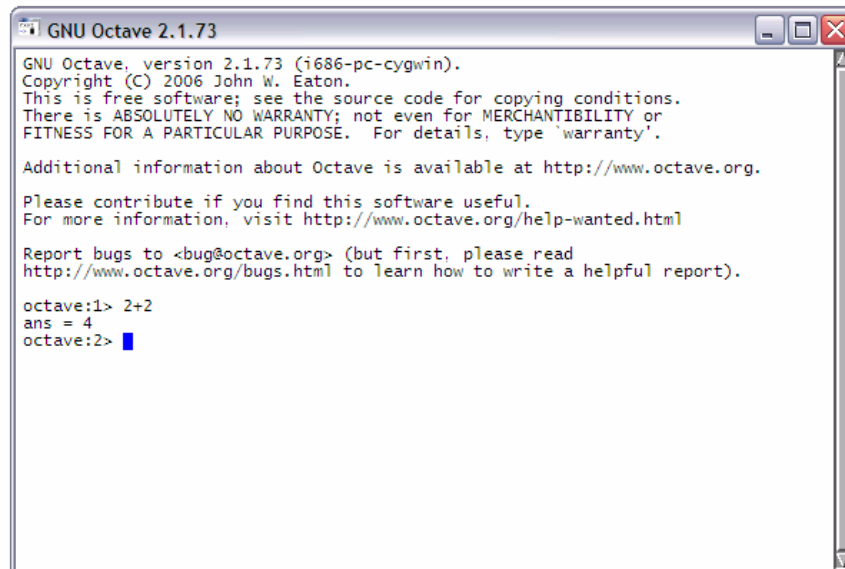 GNU Octave 2.1.73
GNU Octave, version 2.1.73 (i686-pc-cygwin).
Copyright (C) 2006 John W. Eaton.
This is free software; see the source code for copying conditions.
There is ABSOLUTELY NO WARRANTY; not even for MERCHANTIBILITY or
FITNESS FOR A PARTICULAR PURPOSE.  For details, type `warranty'.
Additional information about Octave is available at http://www.octave.org.
Please contribute if you find this software useful.
For more information, visit http://www.octave.org/help-wanted.html
Report bugs to <bug@octave.org> (but first, please read
http://www.octave.org/bugs.html to learn how to write a helpful report).
octave:1> 2+2
ans = 4
octave:2>